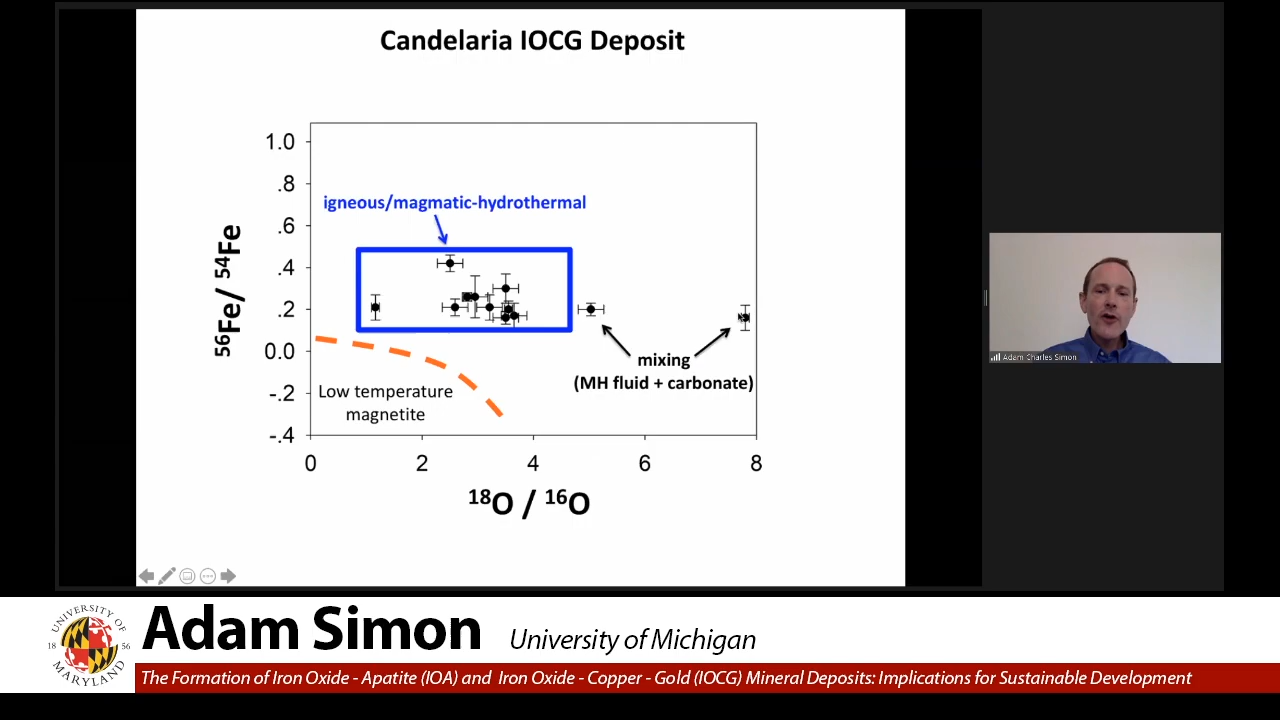 Candelaria IOCG Deposit
1.0
.8
igneous/magmatic-hydrothermal
.6
.4
.2
0.0
-.2
-.4
56Fe/ 54Fe
mixing
(MH fluid + carbonate)
Low temperature
magnetite
0 2 4 6 8
18O / 16O
Adam Charles Simon
UNIVERSITY OF
18 56
MARYLAND
Adam Simon University of Michigan
The Formation of Iron Oxide - Apatite (IOA) and Iron Oxide - Copper - Gold (IOCG) Mineral Deposits: Implications for Sustainable Development